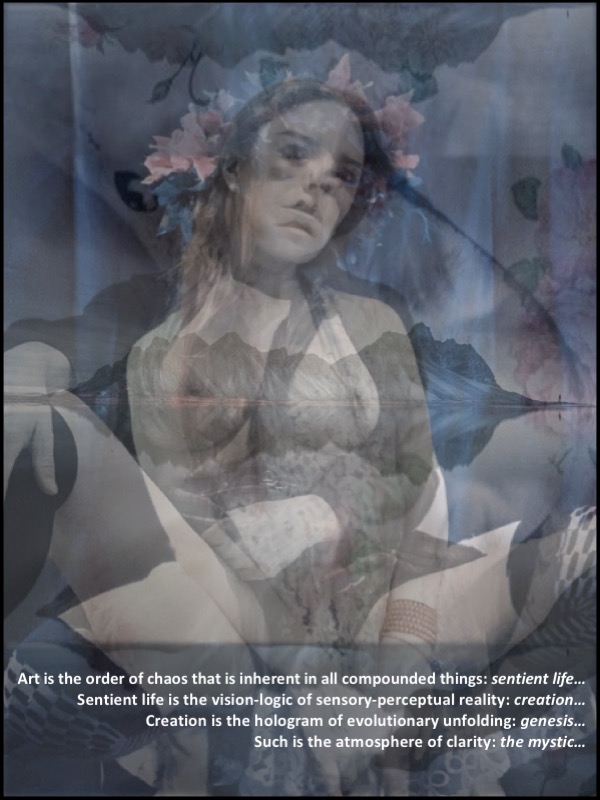 Art is the order of chaos that is inherent in all compounded things: sentient life...
Sentient life is the vision-logic of sensory-perceptual reality: creation...
Creation is the hologram of evolutionary unfolding: genesis...
Such is the atmosphere of clarity: the mystic...